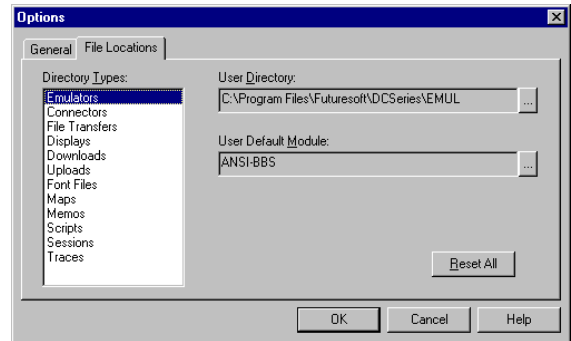 Options
General
File Locations
Directory Types:
Emulators
Connectors
File Transfers
Displays
Downloads
Uploads
Font Files
Maps
Memos
Scripts
Sessions
Traces
User Directory:
C:\Program Files\Futuresoft\DCSeries\EMUL
...
User Default Module:
ANSI-BBS
...
Reset All
OK
Cancel
Help